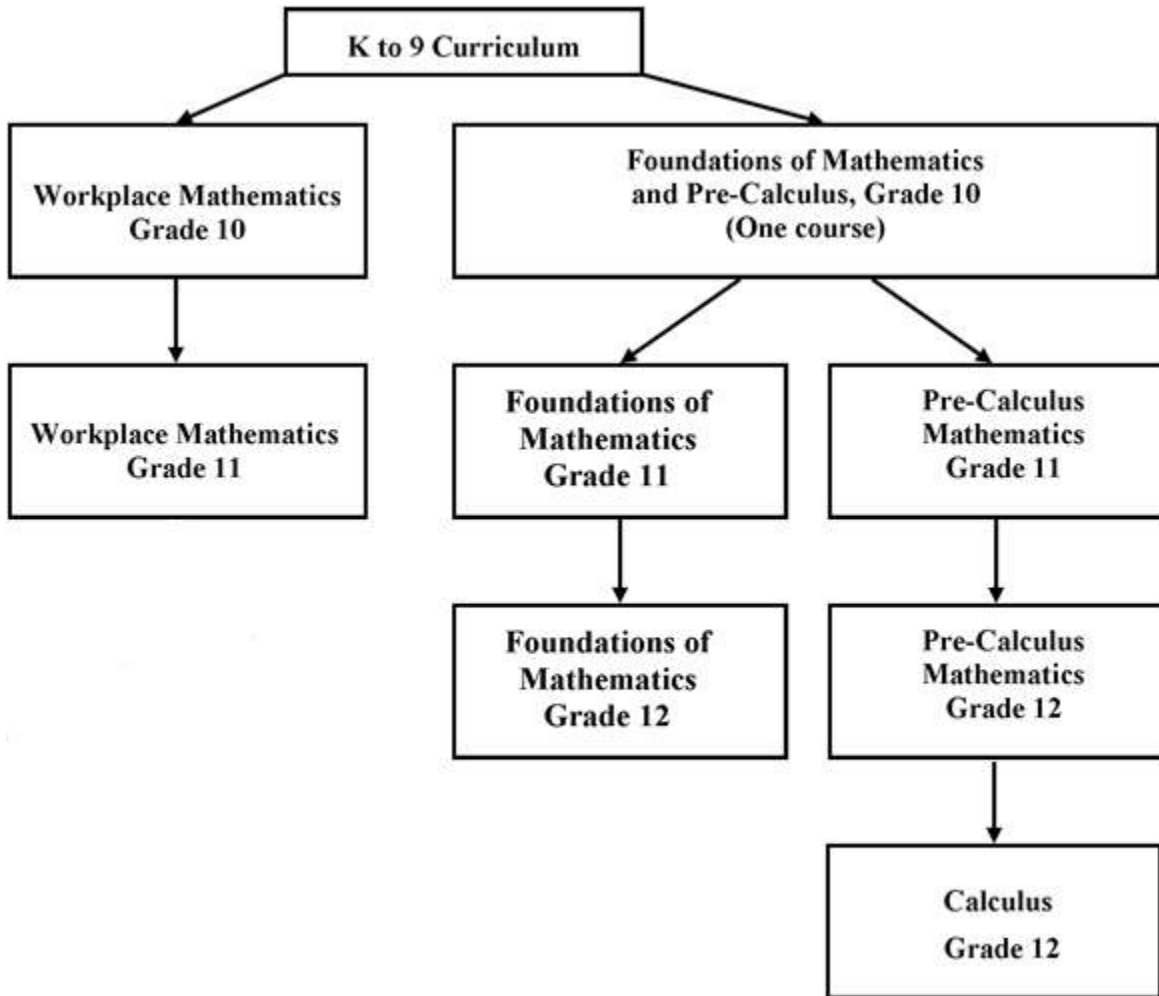 K to 9 Curriculum
Workplace Mathematics
Grade 10
Foundations of Mathematics
and Pre-Calculus, Grade 10
(One course)
Workplace Mathematics
Grade 11
Foundations of
Mathematics
Grade 11
Pre-Calculus
Mathematics
Grade 11
Foundations of
Mathematics
Grade 12
Pre-Calculus
Mathematics
Grade 12
Calculus
Grade 12